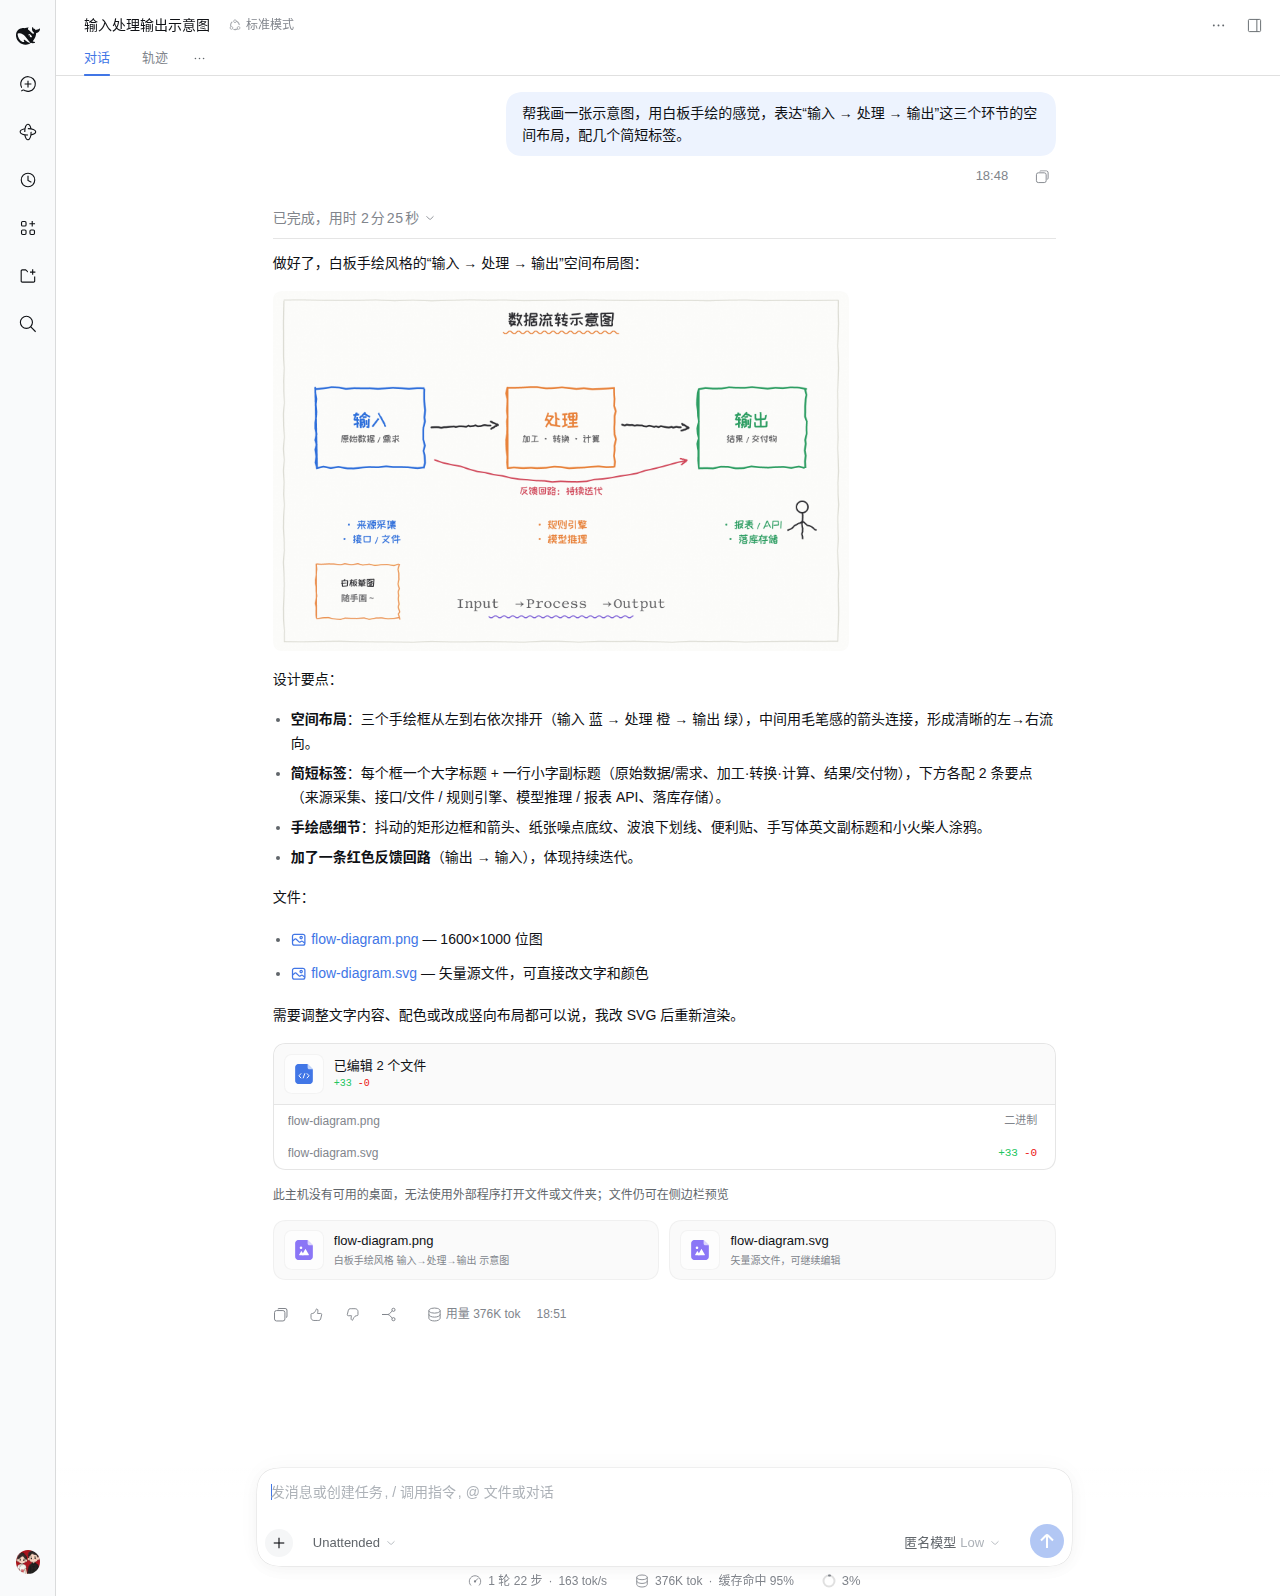 输入处理输出示意图 标准模式
对话 轨迹 ···
帮我画一张示意图，用白板手绘的感觉，表达“输入 → 处理 → 输出”这三个环节的空
间布局，配几个简短标签。
18:48
已完成，用时 2分25秒
做好了，白板手绘风格的“输入 → 处理 → 输出”空间布局图：
数据流转示意图
输入 处理 输出
原始数据 / 需求 加工 · 转换 · 计算 结果 / 交付物
反馈回路：持续迭代
· 来源采集 · 规则引擎 · 报表 / API
· 接口 / 文件 · 模型推理 · 落库存储
白板草图
随手画 ~
Input →Process →Output
设计要点：
• 空间布局：三个手绘框从左到右依次排开（输入 蓝 → 处理 橙 → 输出 绿），中间用毛笔感的箭头连接，形成清晰的左→右流
向。
• 简短标签：每个框一个大字标题 + 一行小字副标题（原始数据/需求、加工·转换·计算、结果/交付物），下方各配 2 条要点
（来源采集、接口/文件 / 规则引擎、模型推理 / 报表 API、落库存储）。
• 手绘感细节：抖动的矩形边框和箭头、纸张噪点底纹、波浪下划线、便利贴、手写体英文副标题和小火柴人涂鸦。
• 加了一条红色反馈回路（输出 → 输入），体现持续迭代。
文件：
• flow-diagram.png — 1600×1000 位图
• flow-diagram.svg — 矢量源文件，可直接改文字和颜色
需要调整文字内容、配色或改成竖向布局都可以说，我改 SVG 后重新渲染。
已编辑 2 个文件
+33 -0
flow-diagram.png 二进制
flow-diagram.svg +33 -0
此主机没有可用的桌面，无法使用外部程序打开文件或文件夹；文件仍可在侧边栏预览
flow-diagram.png flow-diagram.svg
白板手绘风格 输入→处理→输出 示意图 矢量源文件，可继续编辑
用量 376K tok 18:51
发消息或创建任务, / 调用指令, @ 文件或对话
Unattended 匿名模型 Low
1 轮 22 步 · 163 tok/s 376K tok · 缓存命中 95% 3%